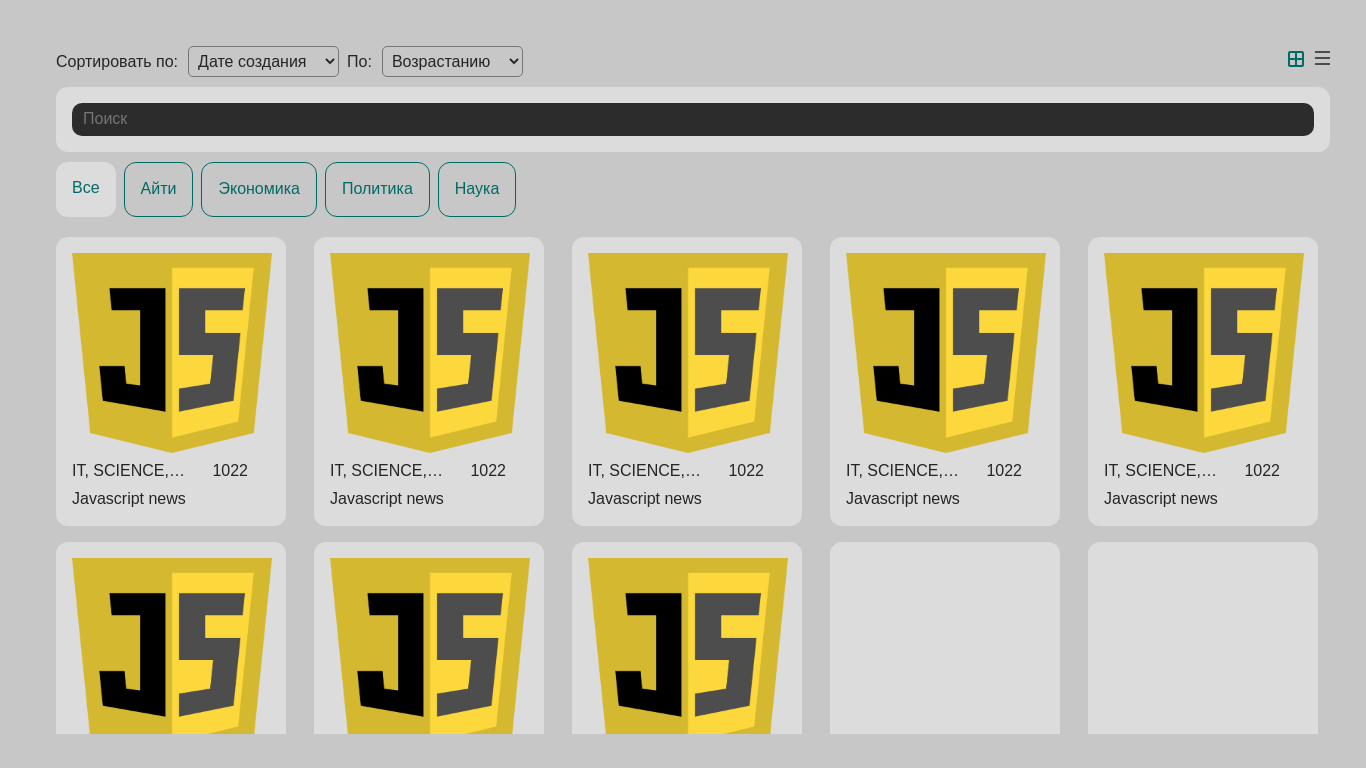 Сортировать по: Дате создания По: Возрастанию
Поиск
Все Айти Экономика Политика Наука
JS JS JS JS JS
IT, SCIENCE,… 1022 IT, SCIENCE,… 1022 IT, SCIENCE,… 1022 IT, SCIENCE,… 1022 IT, SCIENCE,… 1022
Javascript news Javascript news Javascript news Javascript news Javascript news
JS JS JS